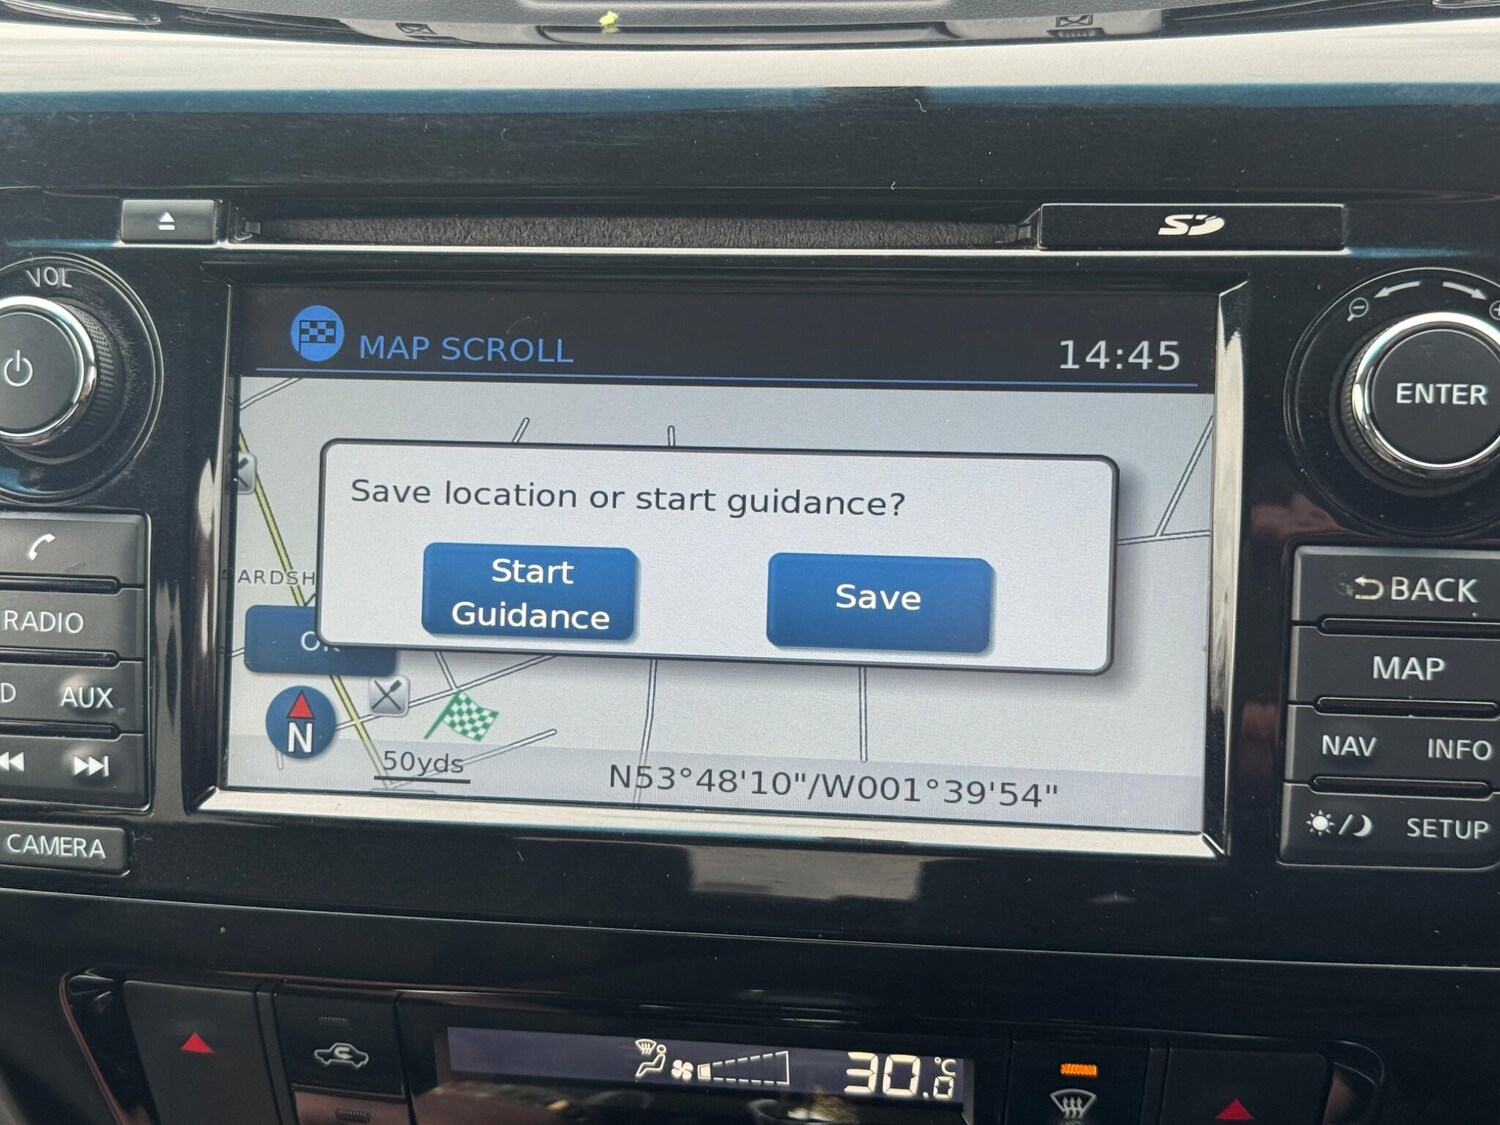 SD
VOL
MAP SCROLL
14:45
ENTER
Save location or start guidance?
Start
Guidance
Save
ARDSH
RADIO
D
AUX
N
50yds
N53°48'10"/W001°39'54"
BACK
MAP
NAV
INFO
SETUP
CAMERA
30.0
°C